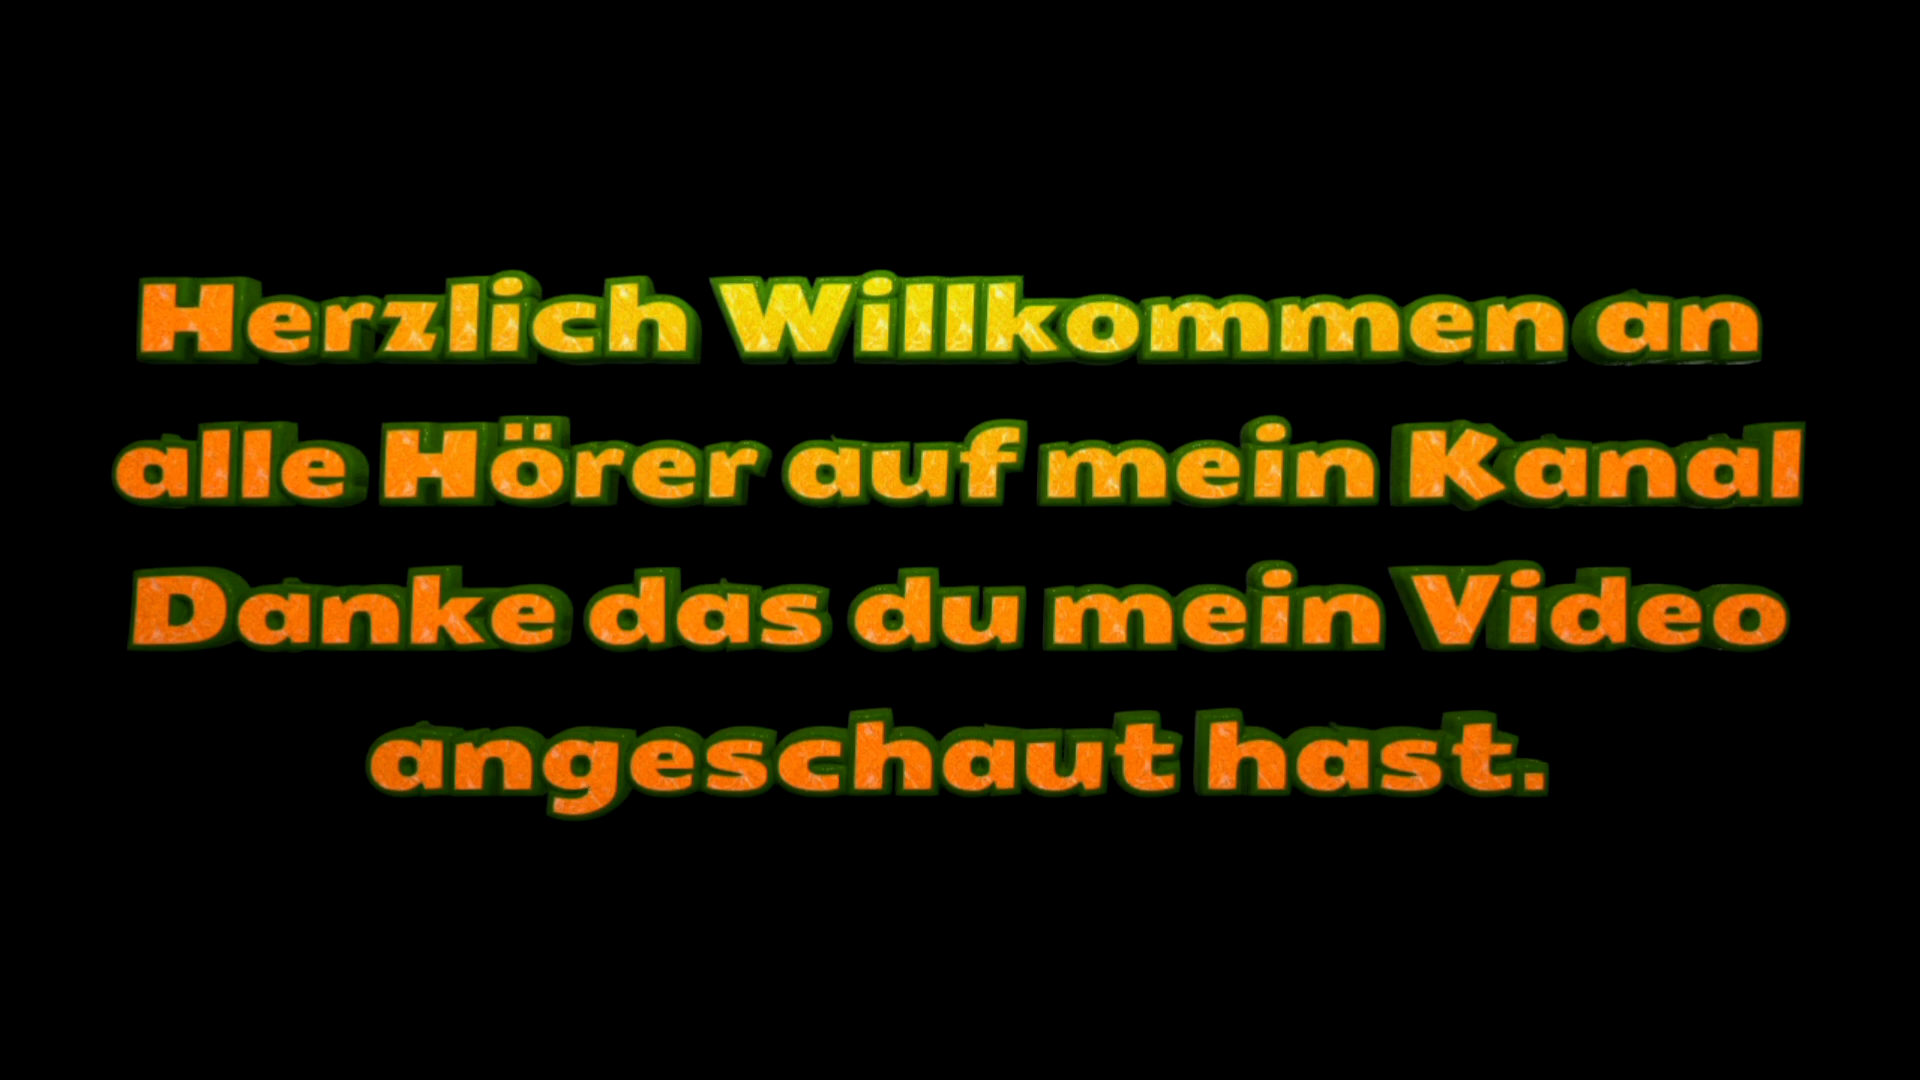 Herzlich Willkommen an
alle Hörer auf mein Kanal
Danke das du mein Video
angeschaut hast.